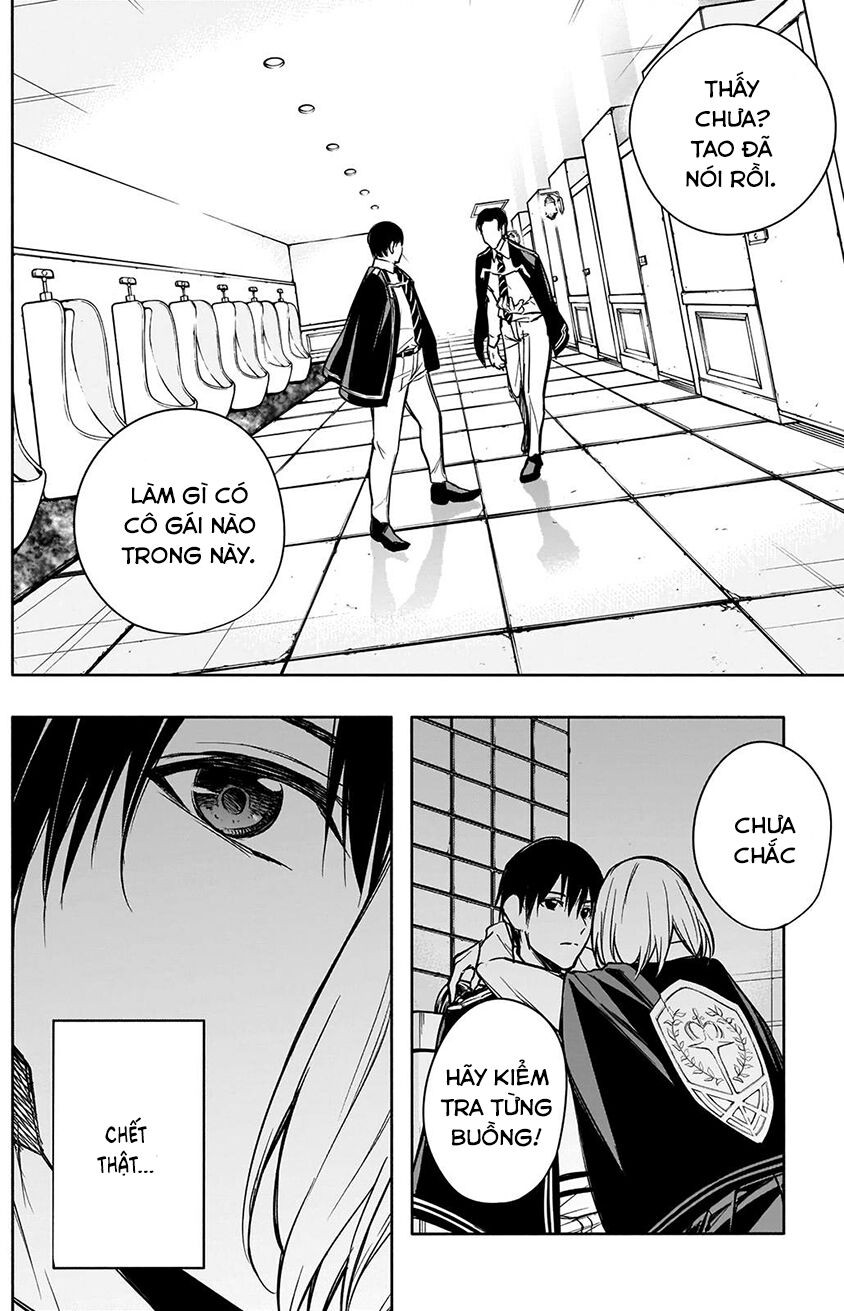 THẤY
CHƯA?
TAO ĐÃ
NÓI RỒI.
LÀM GÌ CÓ
CÔ GÁI NÀO
TRONG NÀY.
CHƯA
CHẮC
HÃY KIỂM
TRA TỪNG
BUỒNG!
CHẾT
THẬT...